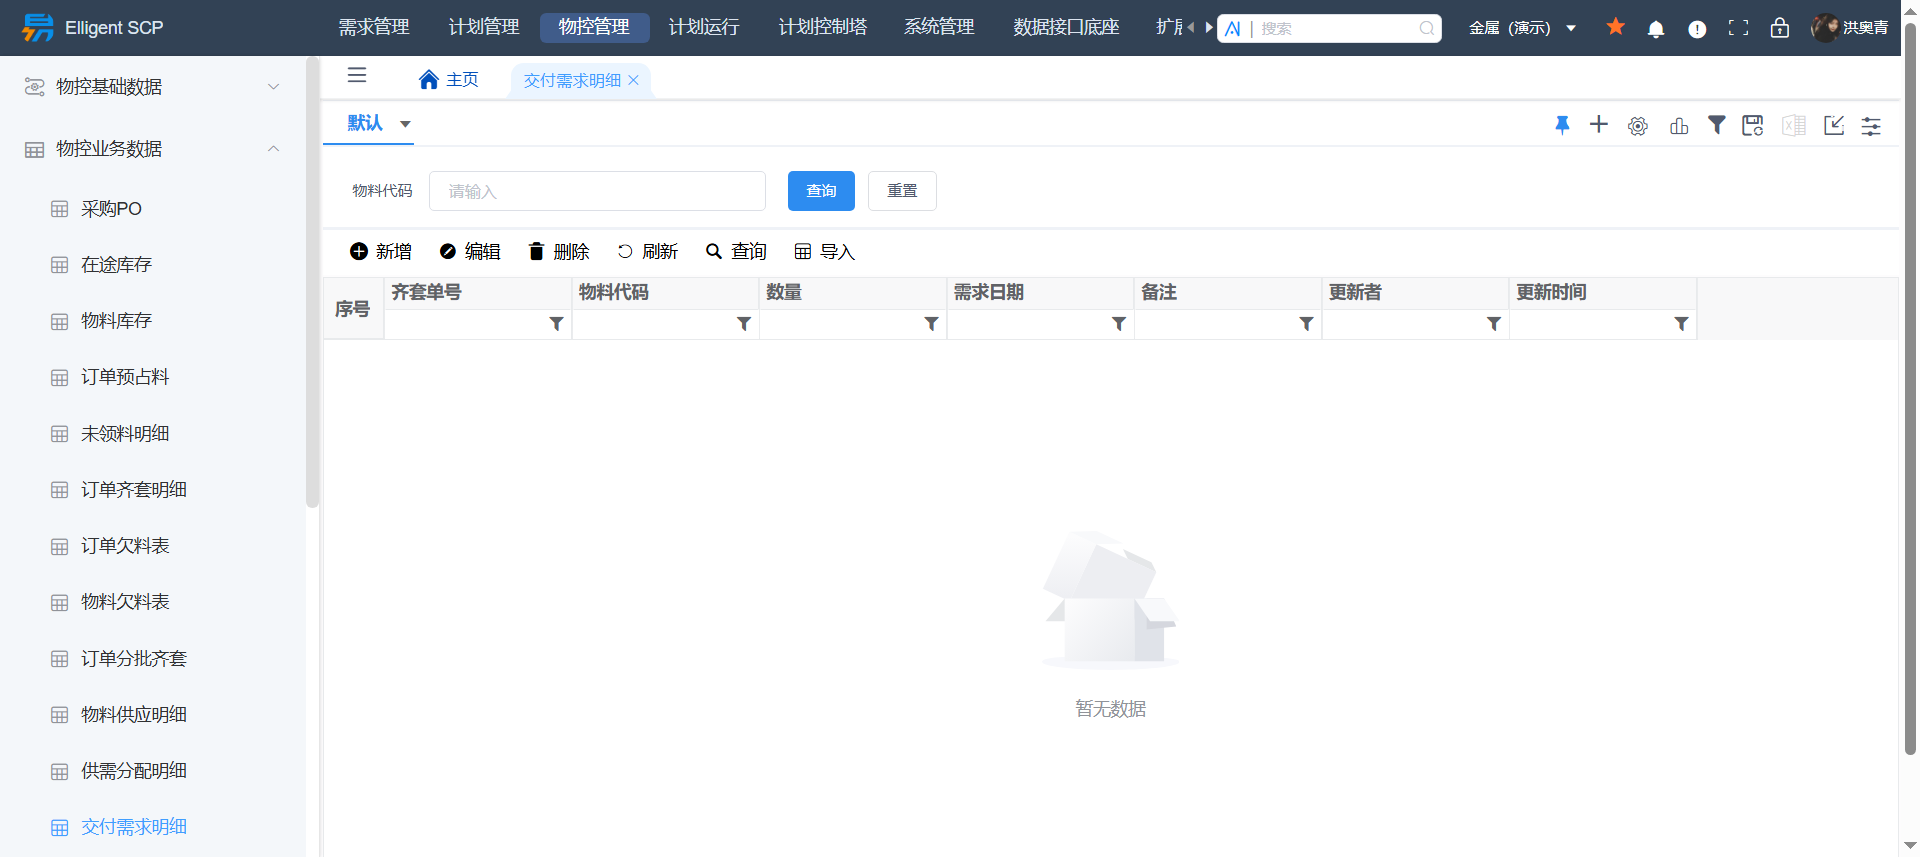 Elligent SCP
需求管理 计划管理 物控管理 计划运行 计划控制塔 系统管理 数据接口底座
搜索
金属 (演示)
洪奥青
物控基础数据
物控业务数据
采购PO
在途库存
物料库存
订单预占料
未领料明细
订单齐套明细
订单欠料表
物料欠料表
订单分批齐套
物料供应明细
供需分配明细
交付需求明细
主页 交付需求明细
默认
物料代码 请输入 查询 重置
新增 编辑 删除 刷新 查询 导入
序号 齐套单号 物料代码 数量 需求日期 备注 更新者 更新时间
暂无数据